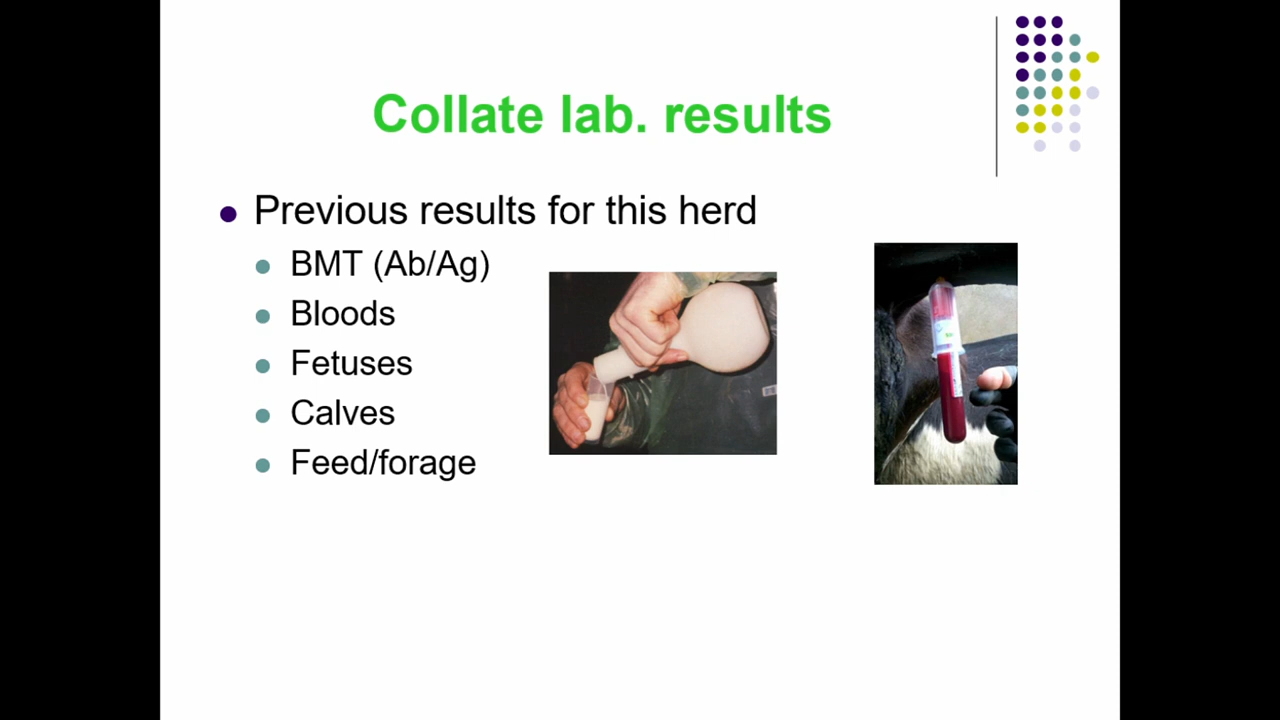 Collate lab. results
Previous results for this herd
BMT (Ab/Ag)
Bloods
Fetuses
Calves
Feed/forage